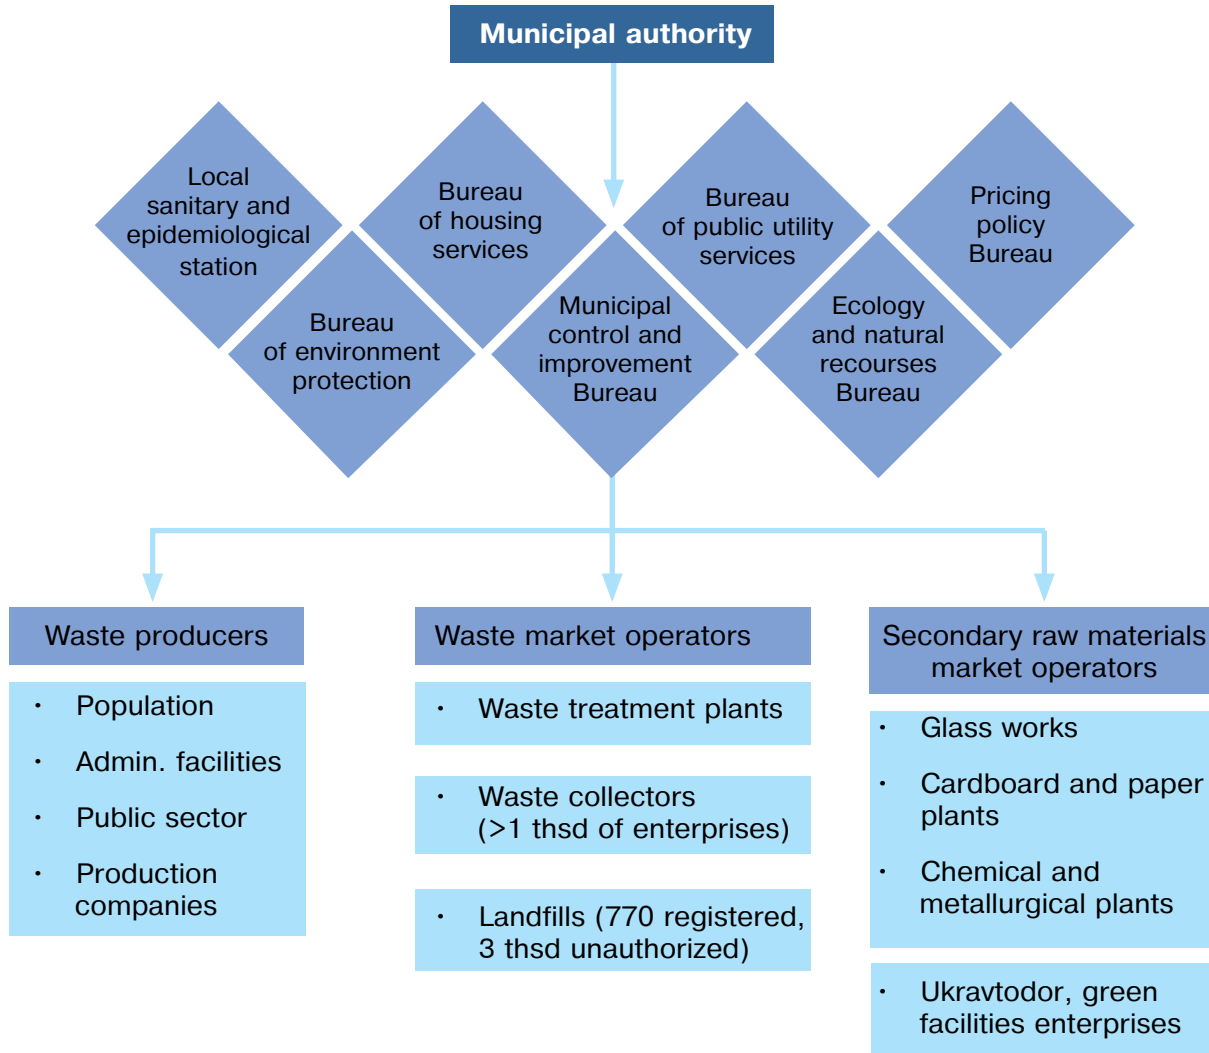 Municipal authority
Local
sanitary and
epidemiological
station
Bureau
of housing
services
Bureau
of public utility
services
Pricing
policy
Bureau
Bureau
of environment
protection
Municipal
control and
improvement
Bureau
Ecology
and natural
recourses
Bureau
Waste producers
· Population
· Admin. facilities
· Public sector
· Production
companies
Waste market operators
· Waste treatment plants
· Waste collectors
(>1 thsd of enterprises)
· Landfills (770 registered,
3 thsd unauthorized)
Secondary raw materials
market operators
· Glass works
· Cardboard and paper
plants
· Chemical and
metallurgical plants
· Ukravtodor, green
facilities enterprises